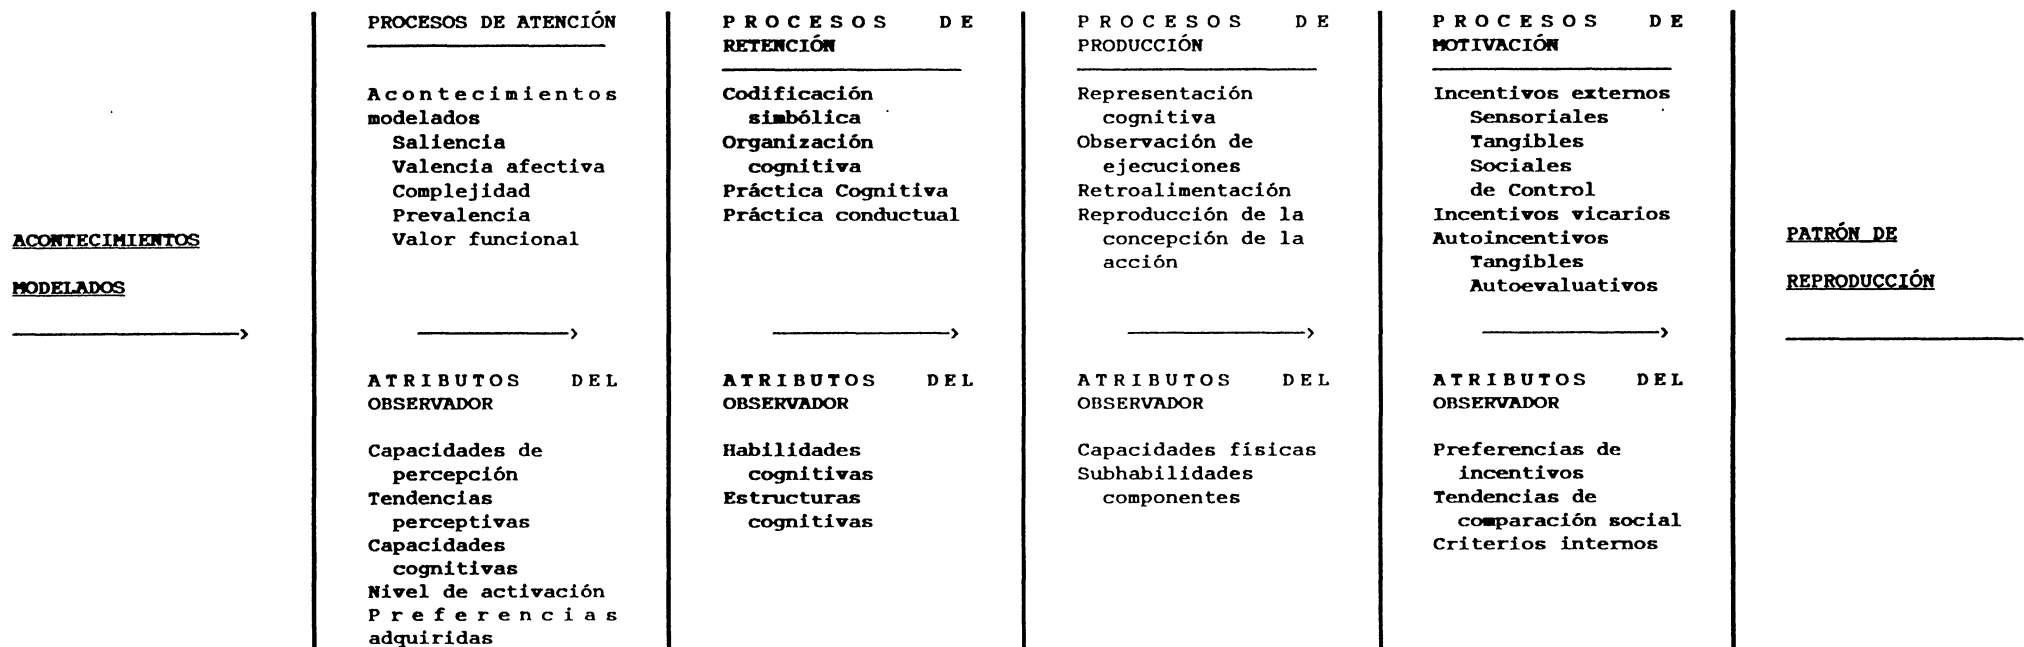 ACONTECIMIENTOS
MODELADOS
PROCESOS DE ATENCIÓN
Acontecimientos
modelados
Saliencia
Valencia afectiva
Complejidad
Prevalencia
Valor funcional
ATRIBUTOS DEL
OBSERVADOR
Capacidades de
percepción
Tendencias
perceptivas
Capacidades
cognitivas
Nivel de activación
Preferencias
adquiridas
PROCESOS DE
RETENCIÓN
Codificación
simbólica
Organización
cognitiva
Práctica Cognitiva
Práctica conductual
ATRIBUTOS DEL
OBSERVADOR
Habilidades
cognitivas
Estructuras
cognitivas
PROCESOS DE
PRODUCCIÓN
Representación
cognitiva
Observación de
ejecuciones
Retroalimentación
Reproducción de la
concepción de la
acción
ATRIBUTOS DEL
OBSERVADOR
Capacidades físicas
Subhabilidades
componentes
PROCESOS DE
MOTIVACIÓN
Incentivos externos
Sensoriales
Tangibles
Sociales
de Control
Incentivos vicarios
Autoincentivos
Tangibles
Autoevaluativos
ATRIBUTOS DEL
OBSERVADOR
Preferencias de
incentivos
Tendencias de
comparación social
Criterios internos
PATRÓN DE
REPRODUCCIÓN